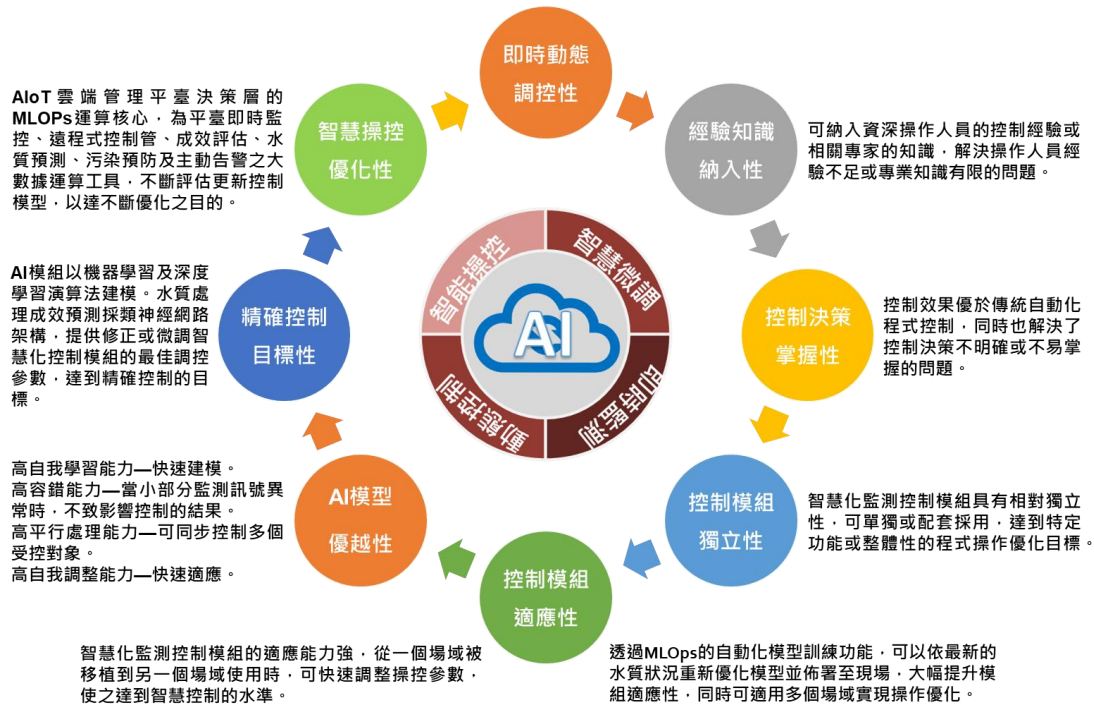 即時動態
調控性
經驗知識
納入性
可納入資深操作人員的控制經驗或
相關專家的知識，解決操作人員經
驗不足或專業知識有限的問題。
控制決策
掌握性
控制效果優於傳統自動化
程式控制，同時也解決了
控制決策不明確或不易掌
握的問題。
控制模組
獨立性
智慧化監測控制模組具有相對獨立
性，可單獨或配套採用，達到特定
功能或整體性的程式操作優化目標。
控制模組
適應性
透過MLOps的自動化模型訓練功能，可以依最新的
水質狀況重新優化模型並佈署至現場，大幅提升模
組適應性，同時可適用多個場域實現操作優化。
智慧化監測控制模組的適應能力強，從一個場域被
移植到另一個場域使用時，可快速調整操控參數，
使之達到智慧控制的水準。
AI模型
優越性
高自我學習能力—快速建模。
高容錯能力—當小部分監測訊號異
常時，不致影響控制的結果。
高平行處理能力—可同步控制多個
受控對象。
高自我調整能力—快速適應。
精確控制
目標性
AI模組以機器學習及深度
學習演算法建模。水質處
理成效預測採類神經網路
架構，提供修正或微調智
慧化控制模組的最佳調控
參數，達到精確控制的目
標。
智慧操控
優化性
AIoT雲端管理平臺決策層的
MLOPs運算核心，為平臺即時監
控、遠程式控制管、成效評估、水
質預測、污染預防及主動告警之大
數據運算工具，不斷評估更新控制
模型，以達不斷優化之目的。
智能操控
智慧微調
即時監測
動態控制
AI